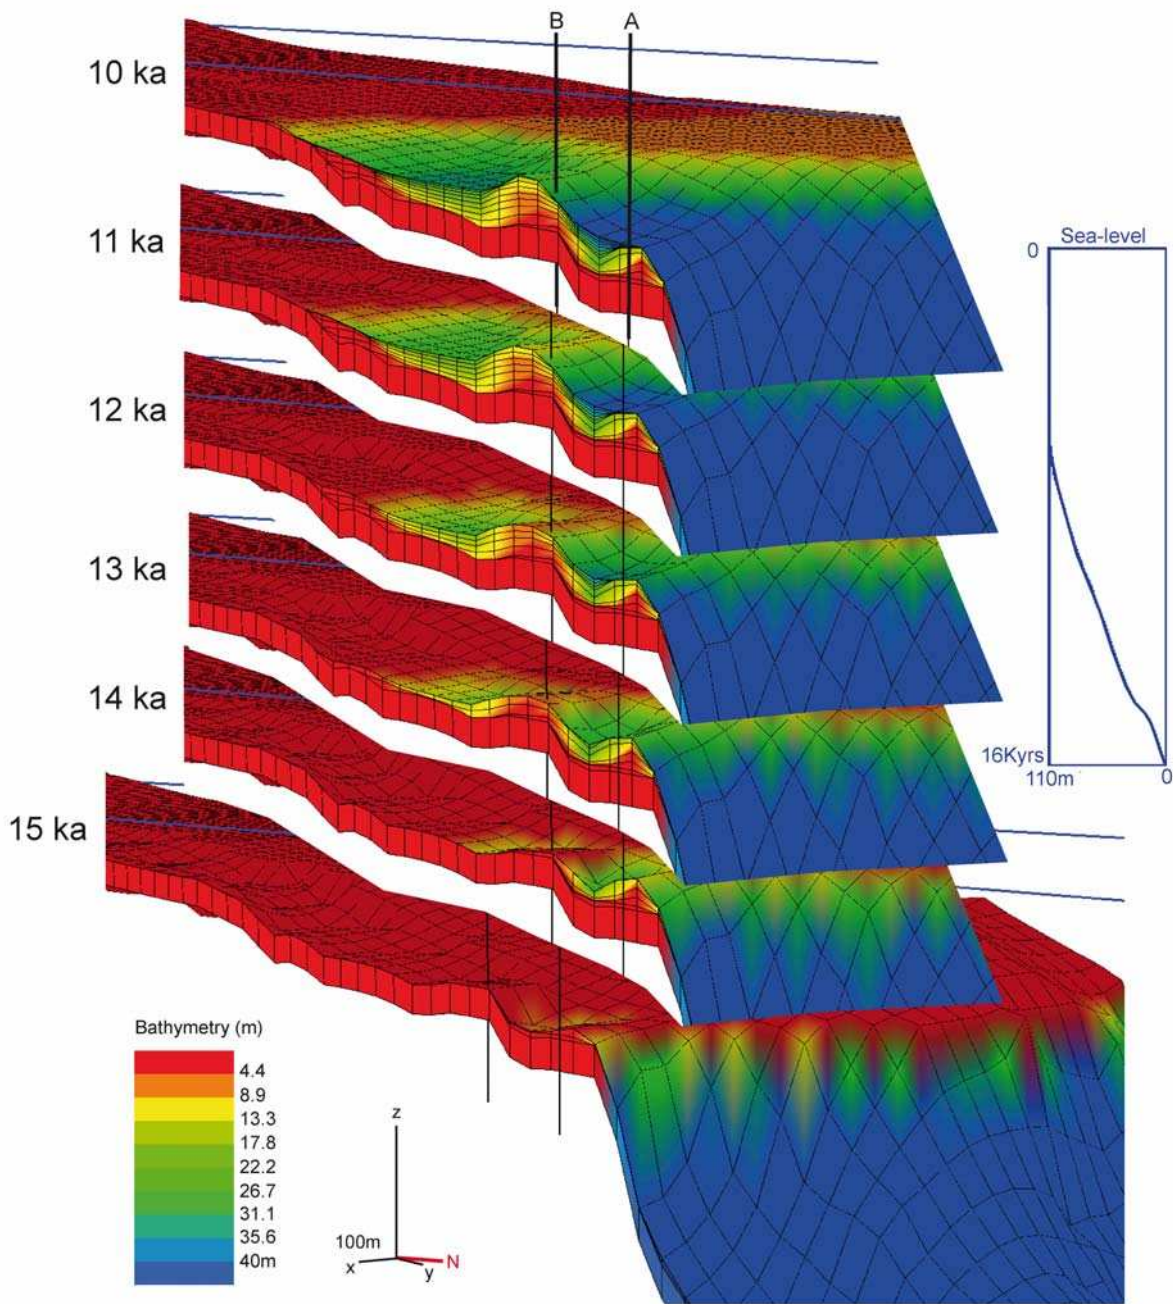 B A
10 ka
11 ka
Sea-level
0
12 ka
13 ka
14 ka
16Kyrs
110m 0
15 ka
Bathymetry (m)
4.4
8.9
13.3
17.8
22.2
26.7
31.1
35.6
40m
z
100m
x y N